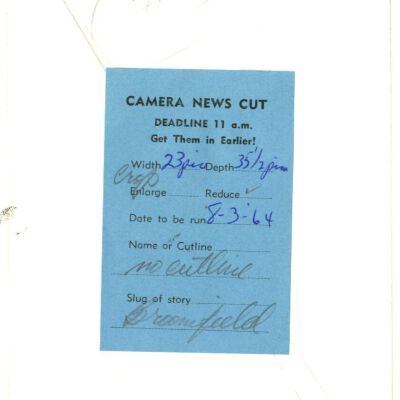 CAMERA NEWS CUT
DEADLINE 11 a.m.
Get Them in Earlier!
Width 23 pica Depth 35 1/2 pica
crop
Enlarge Reduce ✓
Date to be run 8-3-64
Name or Cutline
no cutline
Slug of story
Broomfield